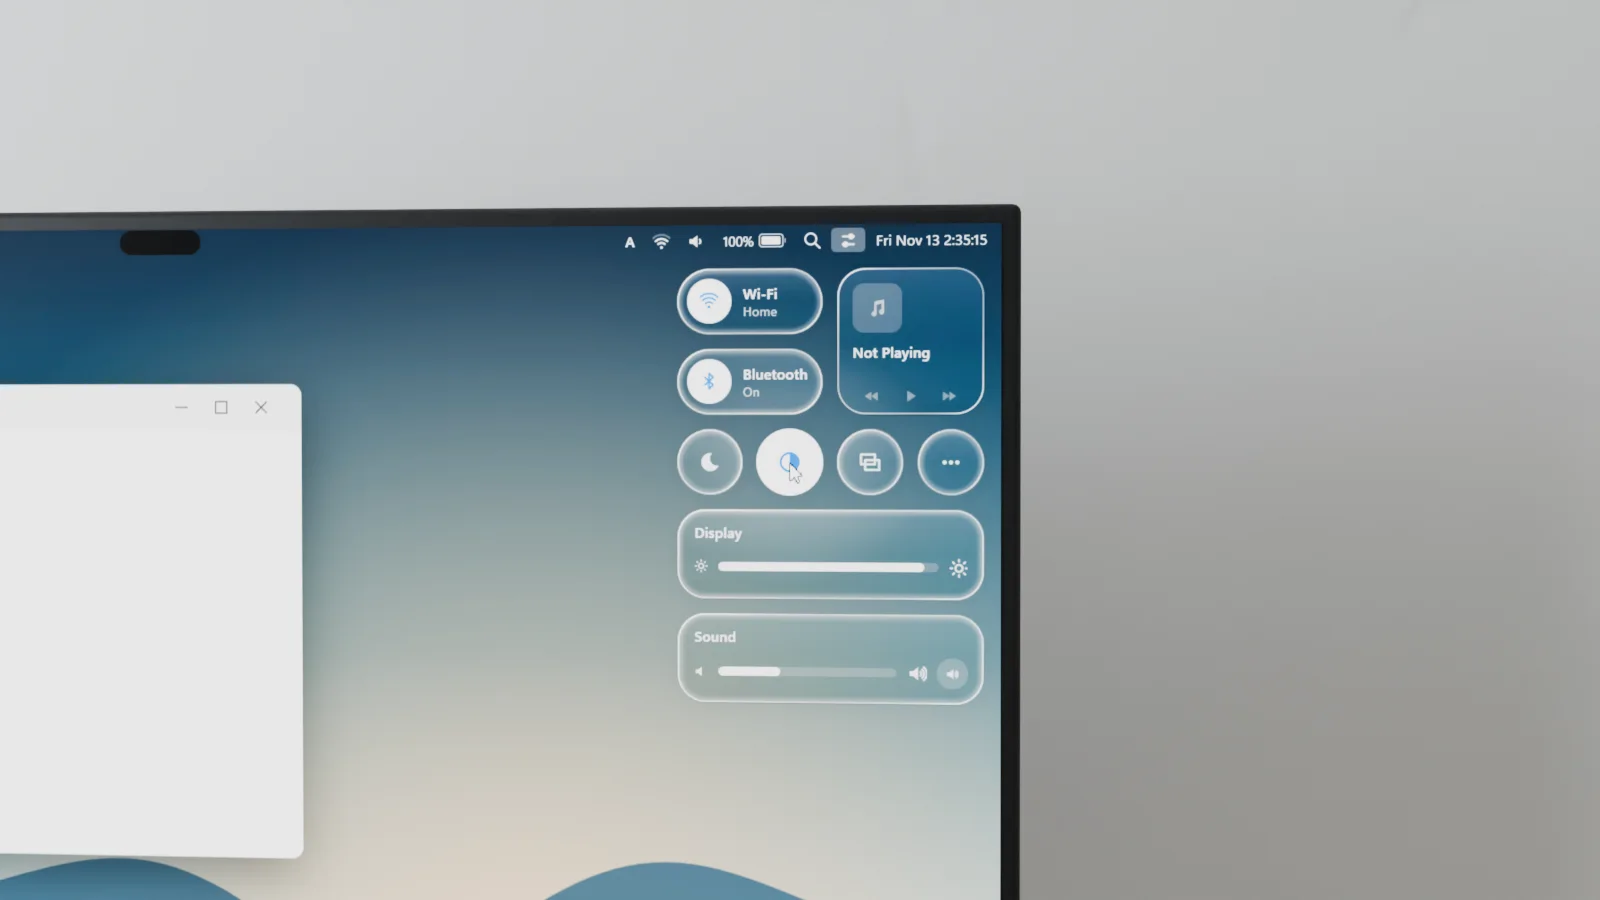 A 100% Fri Nov 13 2:35:15
Wi-Fi
Home
Bluetooth
On
Not Playing
Display
Sound